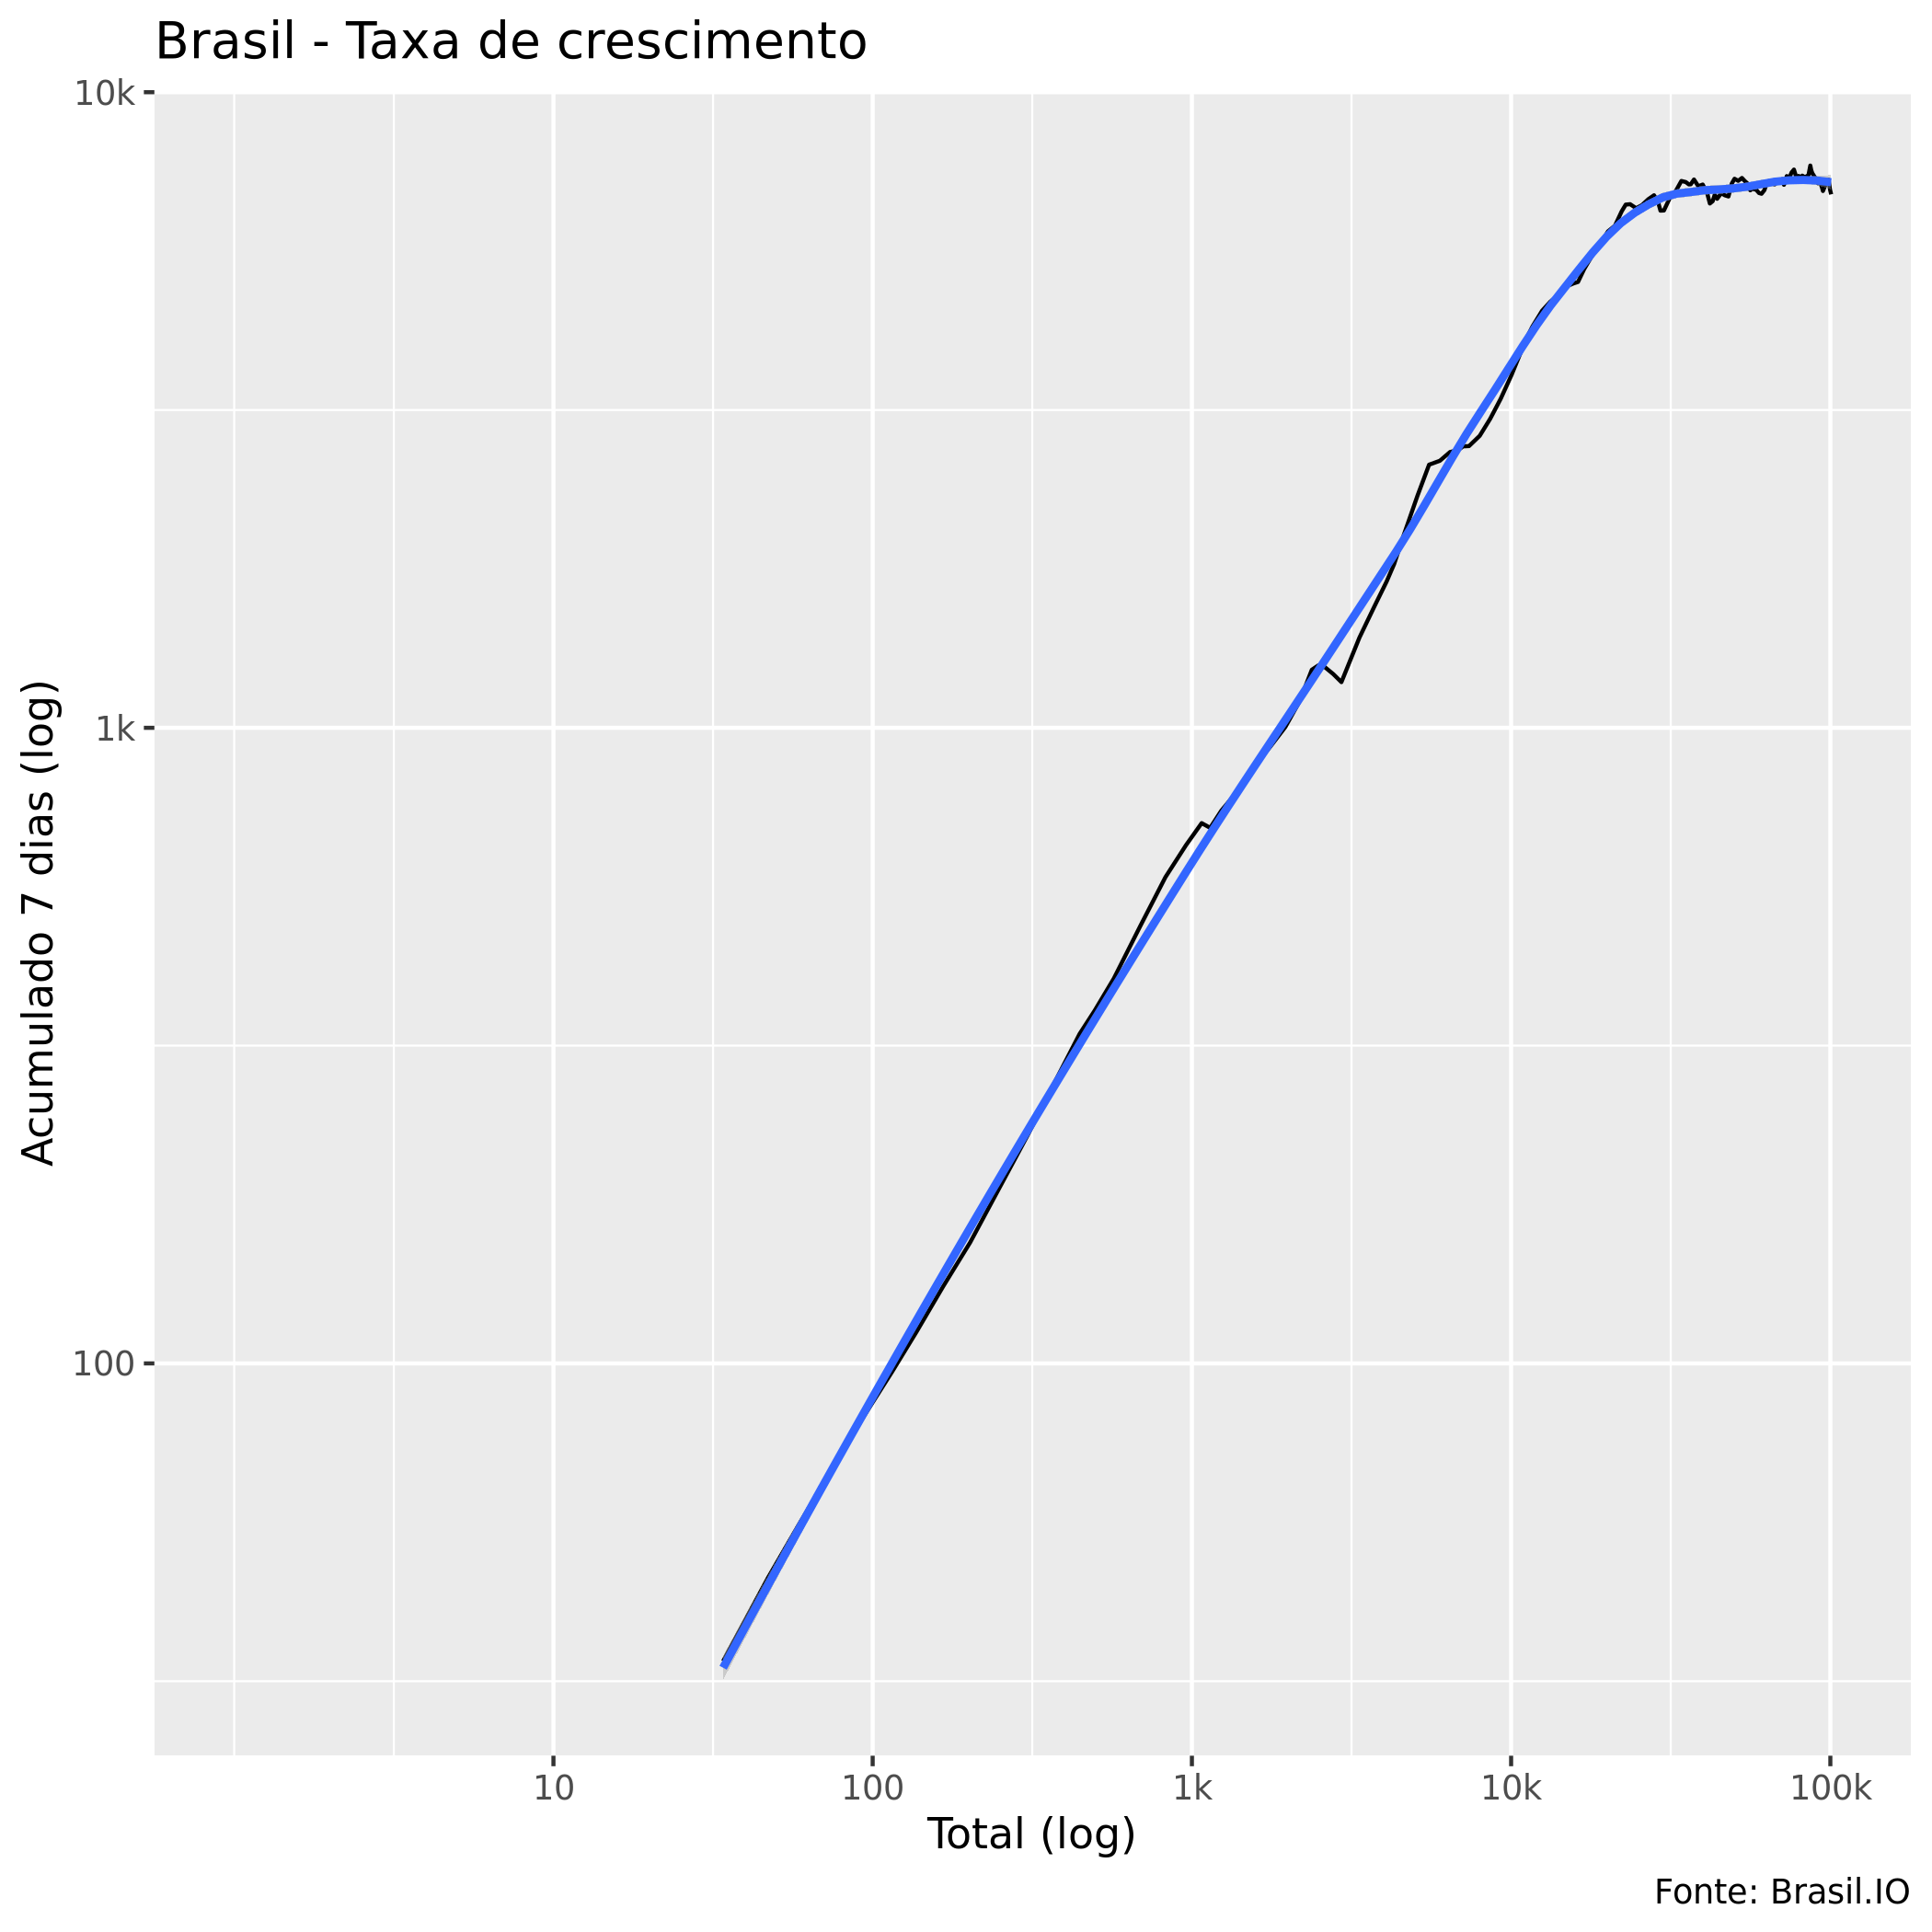 Brasil - Taxa de crescimento
10k
1k
100
Acumulado 7 dias (log)
10
100
1k
10k
100k
Total (log)
Fonte: Brasil.IO